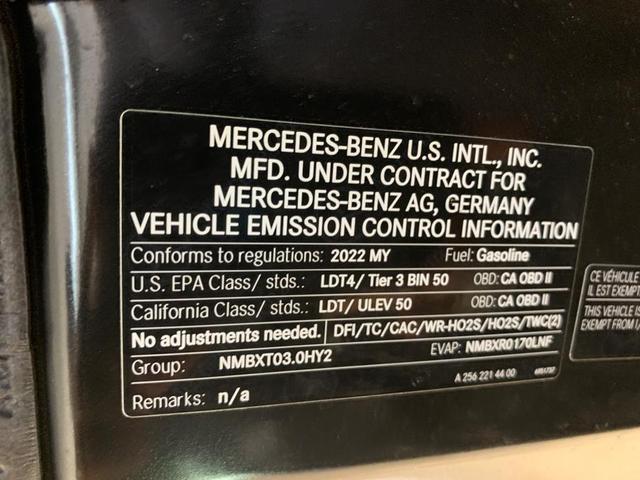 MERCEDES-BENZ U.S. INTL., INC.
MFD. UNDER CONTRACT FOR
MERCEDES-BENZ AG, GERMANY
VEHICLE EMISSION CONTROL INFORMATION
Conforms to regulations: 2022 MY Fuel: Gasoline
U.S. EPA Class/ stds.: LDT4/ Tier 3 BIN 50 OBD: CA OBD II
California Class/ stds.: LDT/ ULEV 50 OBD: CA OBD II
No adjustments needed. DFI/TC/CAC/WR-HO2S/HO2S/TWC(2)
Group: NMBXT03.0HY2 EVAP: NMBXR0170LNF
Remarks: n/a
A 256 221 44 00
CE VÉHICULE
IL EST EXEMPT
THIS VEHICLE IS
EXEMPT FROM